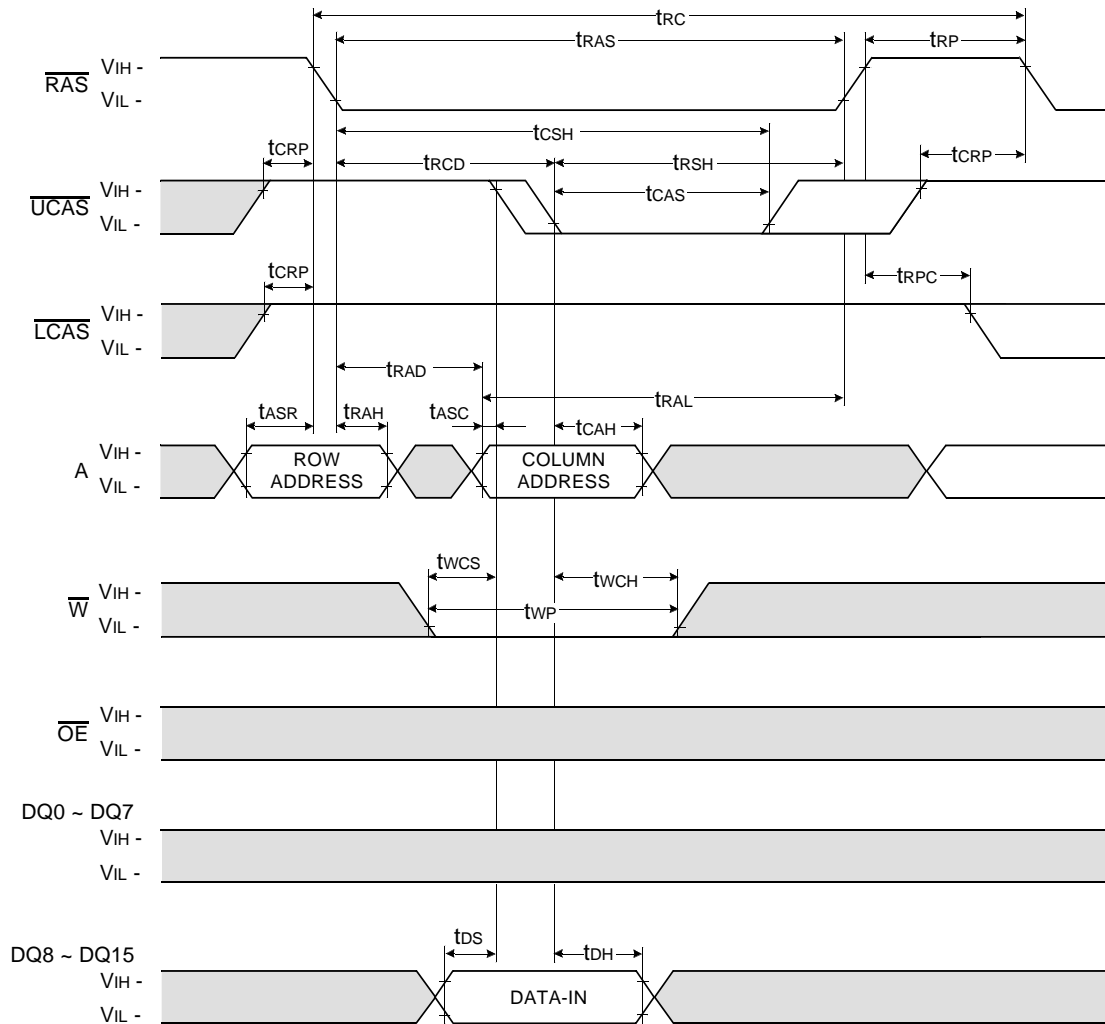 tRC
tRAS
tRP
RAS
VIH -
VIL -
tCSH
tCRP
tRCD
tRSH
tCRP
UCAS
VIH -
VIL -
tCAS
tCRP
tRPC
LCAS
VIH -
VIL -
tRAD
tRAL
tASR
tRAH
tASC
tCAH
A
VIH -
VIL -
ROW
ADDRESS
COLUMN
ADDRESS
tWCS
tWCH
W
VIH -
VIL -
tWP
OE
VIH -
VIL -
DQ0 ~ DQ7
VIH -
VIL -
tDS
tDH
DQ8 ~ DQ15
VIH -
VIL -
DATA-IN